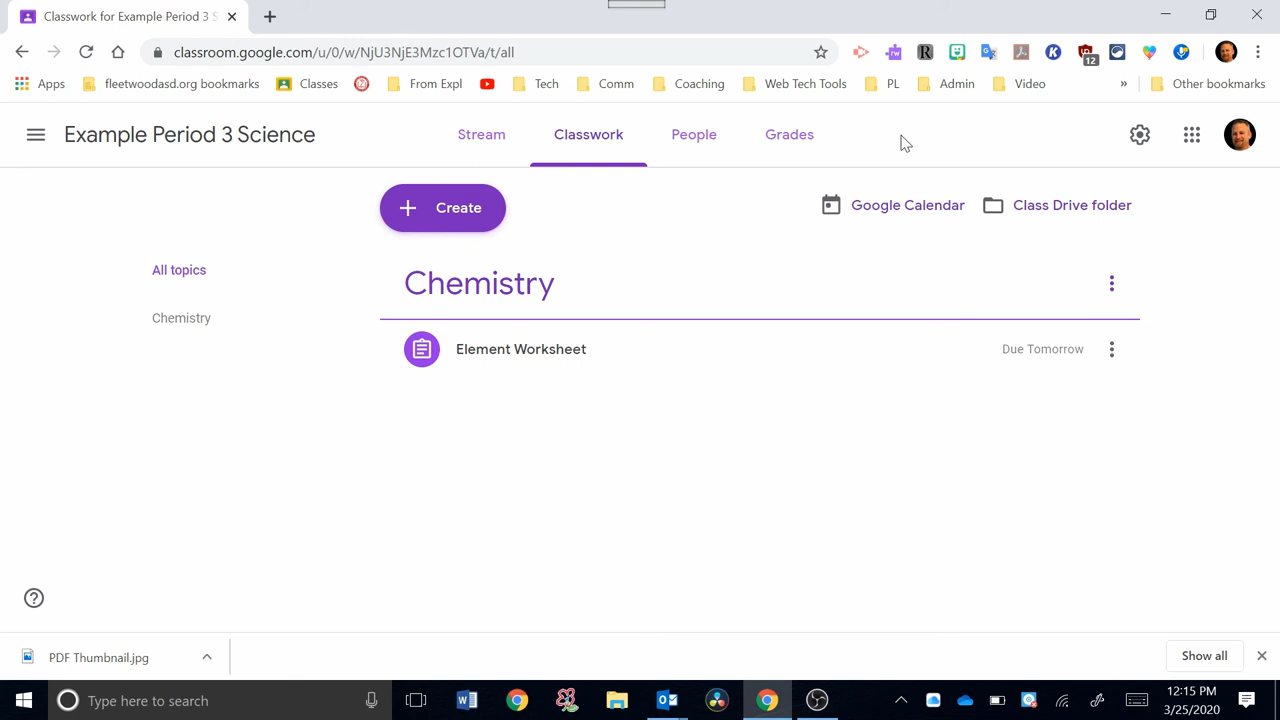 Classwork for Example Period 3 S
classroom.google.com/u/0/w/NjU3NjE3Mzc1OTVa/t/all
rw
R
K
12
Apps
fleetwoodasd.org bookmarks
Classes
From Expl
Tech
Comm
Coaching
Web Tech Tools
PL
Admin
Video
»
Other bookmarks
Example Period 3 Science
Stream
Classwork
People
Grades
Create
Google Calendar
Class Drive folder
All topics
Chemistry
Chemistry
Element Worksheet
Due Tomorrow
PDF Thumbnail.jpg
Show all
Type here to search
12:15 PM
3/25/2020